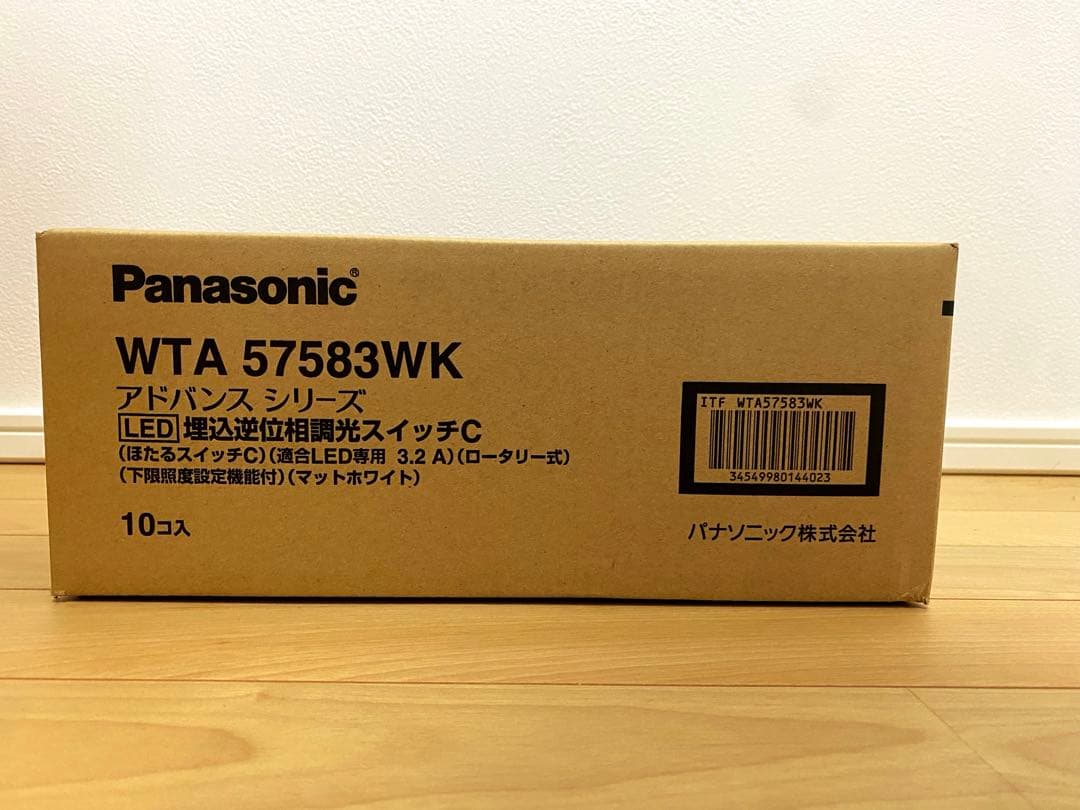 Panasonic®
WTA 57583WK
アドバンス シリーズ
LED 埋込逆位相調光スイッチC
(ほたるスイッチC)(適合LED専用 3.2 A)(ロータリー式)
(下限照度設定機能付)(マットホワイト)
10コ入
ITF WTA57583WK
34549980144023
パナソニック株式会社